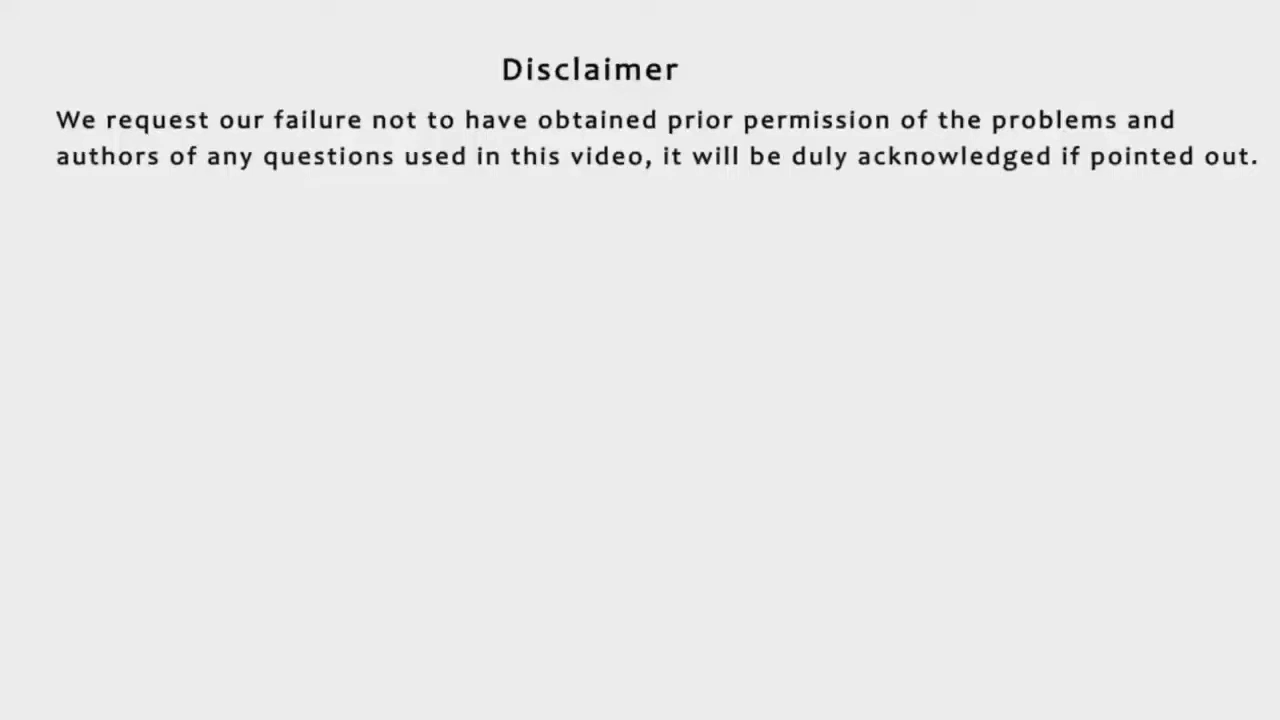 Disclaimer
We request our failure not to have obtained prior permission of the problems and
authors of any questions used in this video, it will be duly acknowledged if pointed out.